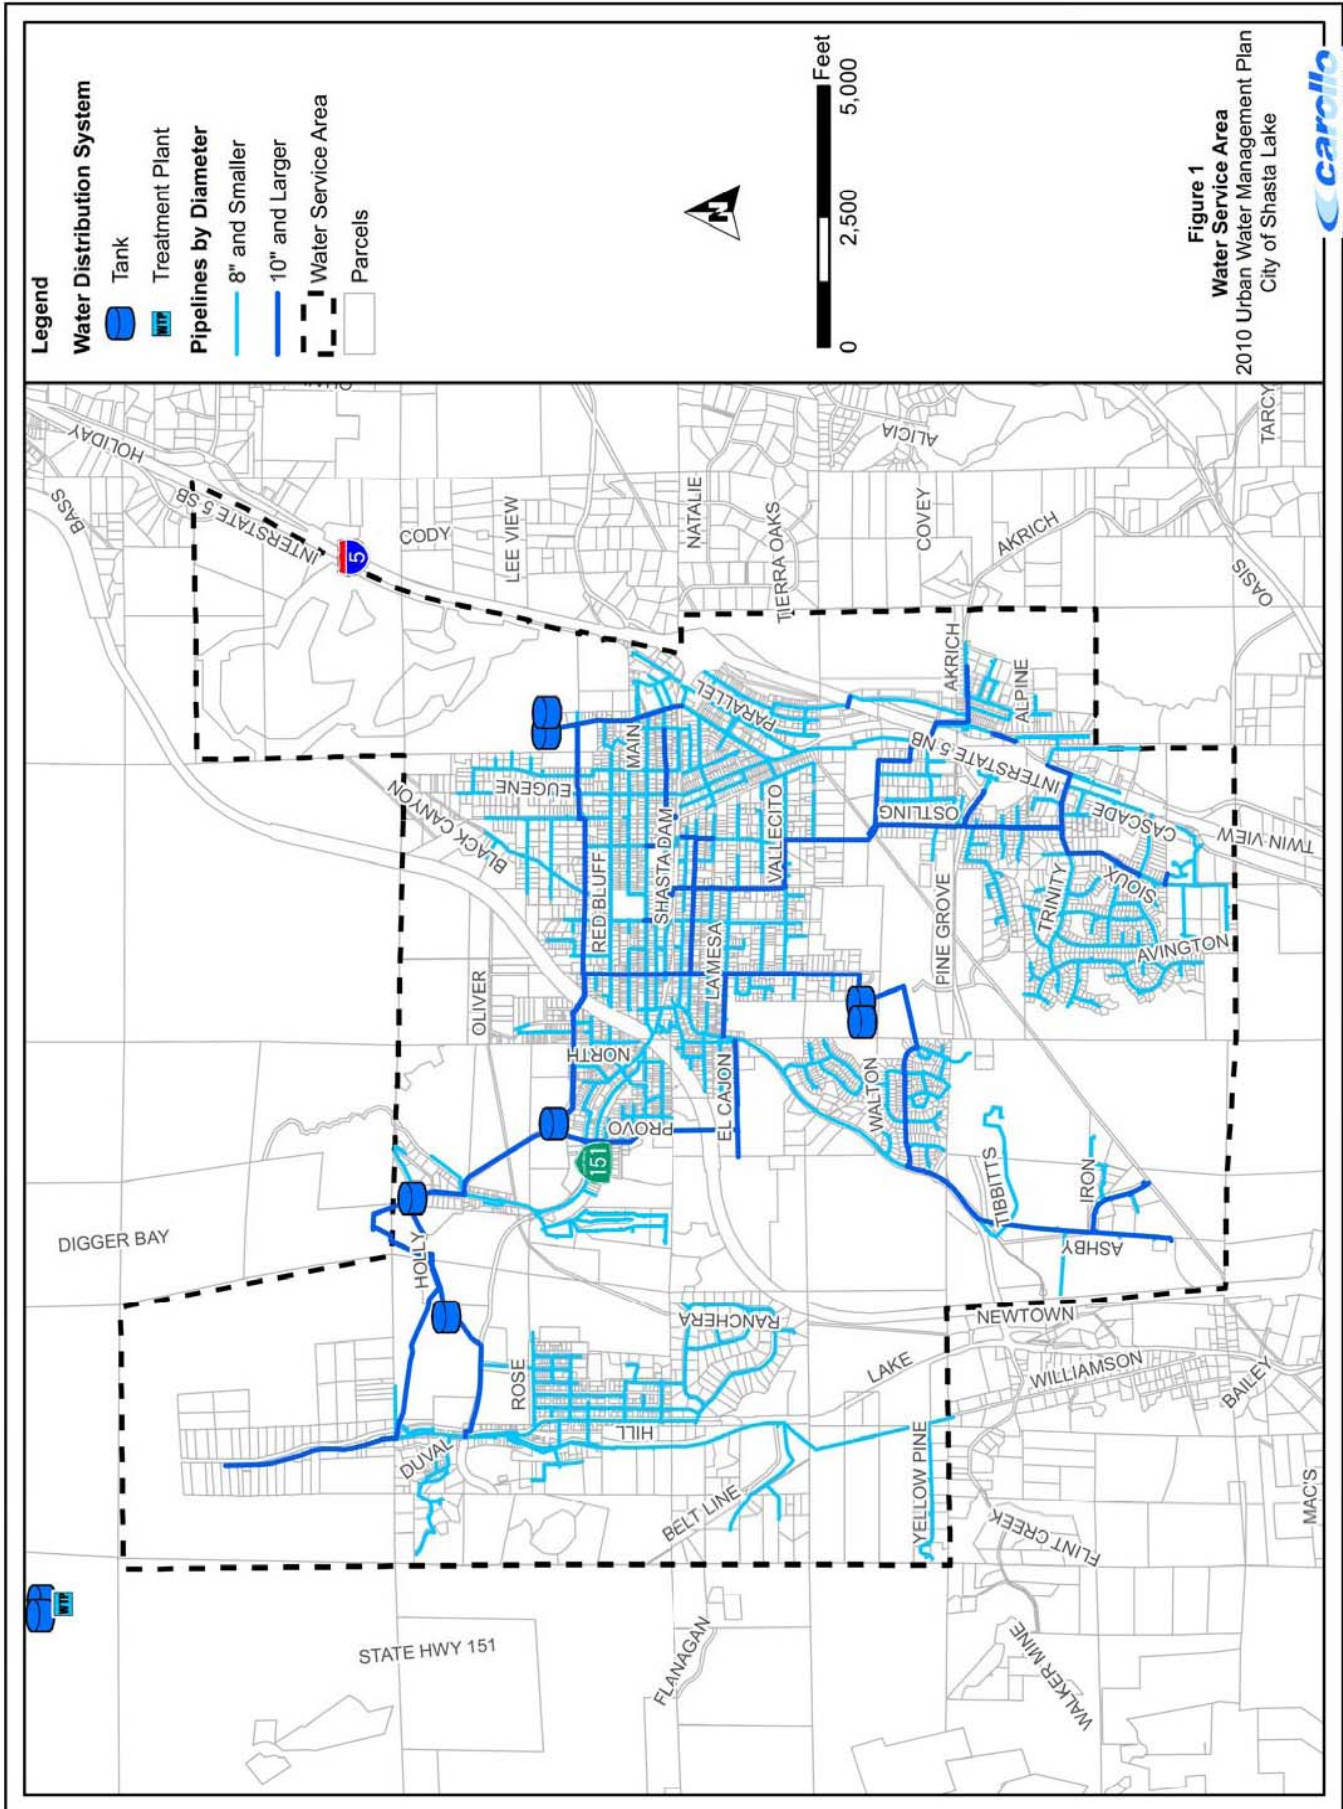 Legend
Water Distribution System
Tank
WTP
Treatment Plant
Pipelines by Diameter
8" and Smaller
10" and Larger
Water Service Area
Parcels
N
0
2,500
5,000
Feet
Figure 1
Water Service Area
2010 Urban Water Management Plan
City of Shasta Lake
carollo
HOLIDAY
BASS
INTERSTATE 5 SB
5
CODY
LEE VIEW
NATALIE
TIERRA OAKS
ALICIA
COVEY
AKRICH
OASIS
TARCY
AKRICH
ALPINE
PARALLEL
MAIN
EUGENE
BLACK CANYON
RED BLUFF
SHASTA DAM
VALLECITO
LA MESA
OSTLING
INTERSTATE 5 NB
CASCADE
TWIN VIEW
SIOUX
TRINITY
AVINGTON
PINE GROVE
OLIVER
NORTH
PROVO
151
EL CAJON
WALTON
TIBBITTS
IRON
ASHBY
DIGGER BAY
HOLLY
ROSE
RANCHERA
HILL
DUVAL
BELT LINE
LAKE
YELLOW PINE
NEWTOWN
WILLIAMSON
BAILEY
MAC'S
FLINT CREEK
WALKER MINE
FLANAGAN
STATE HWY 151
WTP